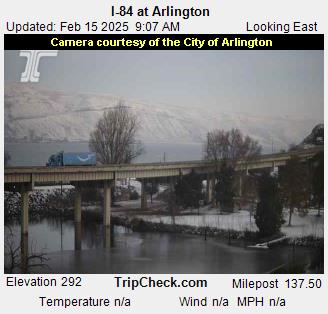 I-84 at Arlington
Updated: Feb 15 2025 9:07 AM Looking East
Camera courtesy of the City of Arlington
Elevation 292 TripCheck.com Milepost 137.50
Temperature n/a Wind n/a MPH n/a